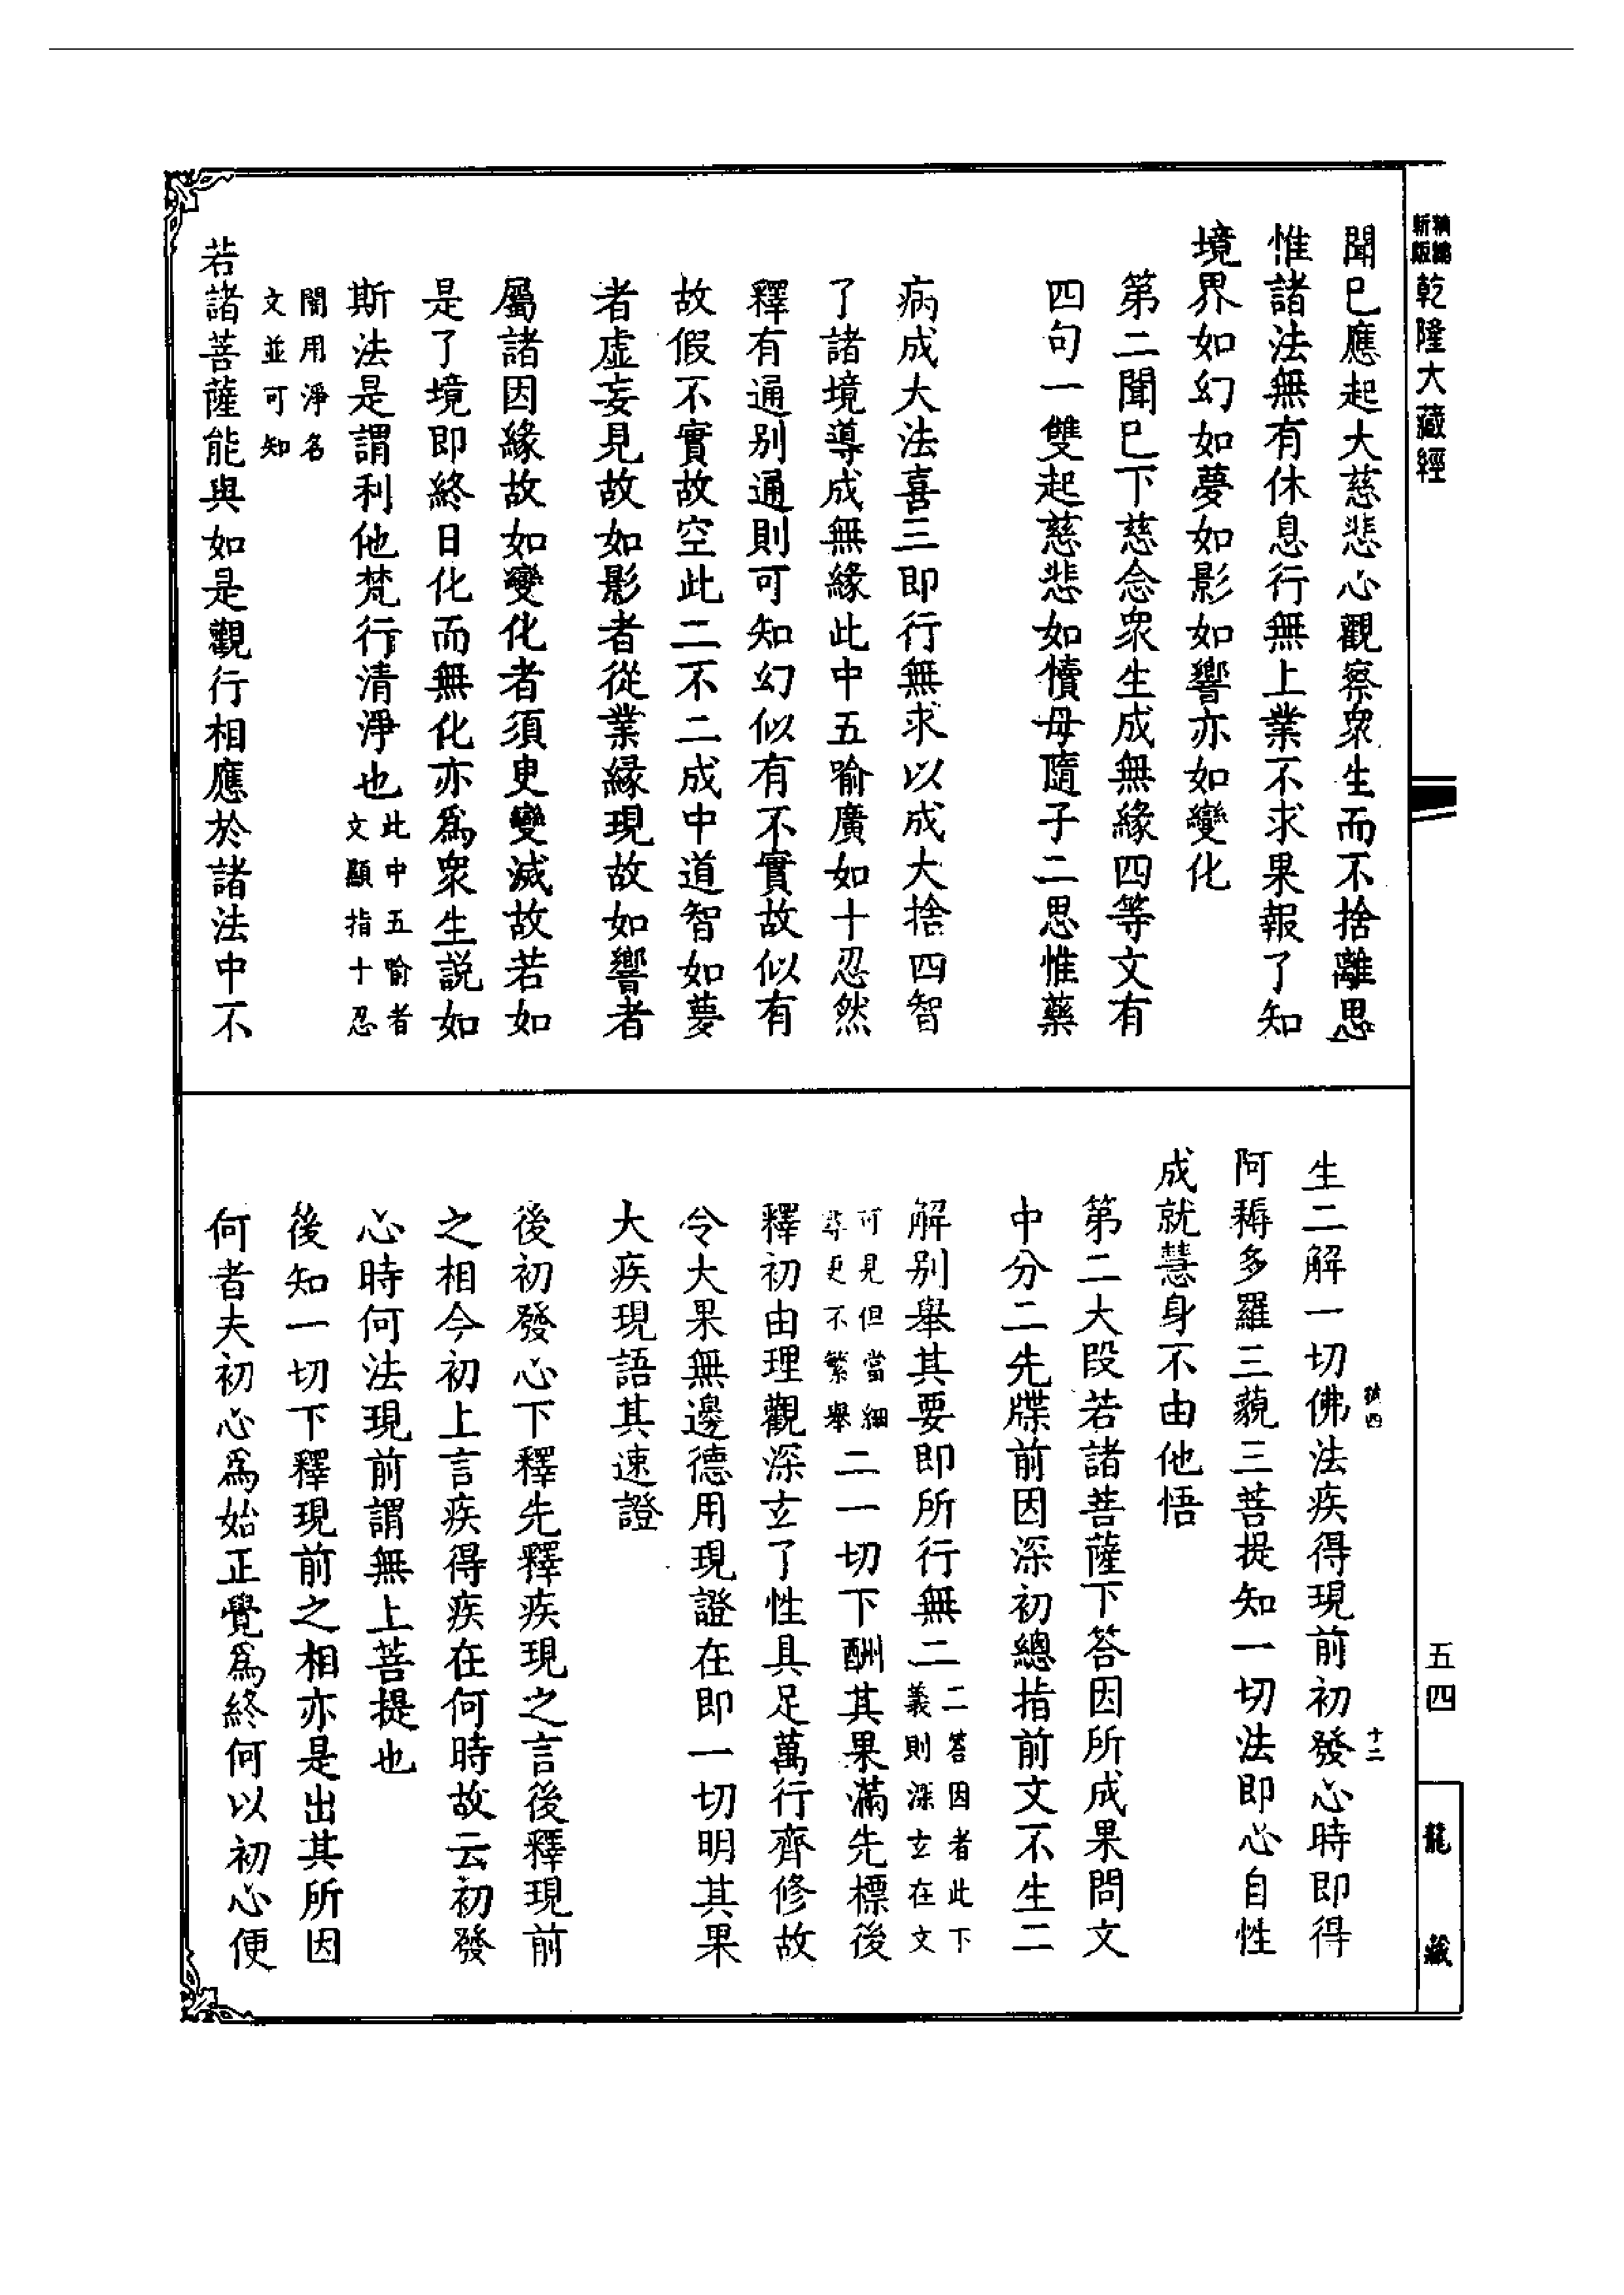 新編
精版
乾隆大藏經
聞已應起大慈悲心觀察眾生而不捨離思
惟諸法無有休息行無上業不求果報了知
境界如幻如夢如影如響亦如變化
第二聞已下慈念眾生成無緣四等文有
四句一雙起慈悲如犢母隨子二思惟藥
病成大法喜三即行無求以成大捨四智
了諸境導成無緣此中五喻廣如十忍然
釋有通別通則可知幻似有不實故似有
故假不實故空此二不二成中道智如夢
者虛妄見故如影者從業緣現故如響者
屬諸因緣故如變化者須臾變滅故若如
是了境即終日化而無化亦為眾生說如
斯法是謂利他梵行清淨也此中五喻者
文顯指十忍
闇用淨名
文並可知
若諸菩薩能與如是觀行相應於諸法中不
生二解一切佛法疾得現前初發心時即得
阿耨多羅三藐三菩提知一切法即心自性
成就慧身不由他悟
第二大段若諸菩薩下答因所成果問文
中分二先牒前因深初總指前文不生二
解別舉其要即所行無二二答因者此下
義則深玄在文
可見但當細
尋更不繁舉二一切下酬其果滿先標後
釋初由理觀深玄了性具足萬行齊修故
令大果無邊德用現證在即一切明其果
大疾現語其速證
後初發心下釋先釋疾現之言後釋現前
之相今初上言疾得疾在何時故云初發
心時何法現前謂無上菩提也
後知一切下釋現前之相亦是出其所因
何者夫初心為始正覺為終何以初心便
五四
龍藏